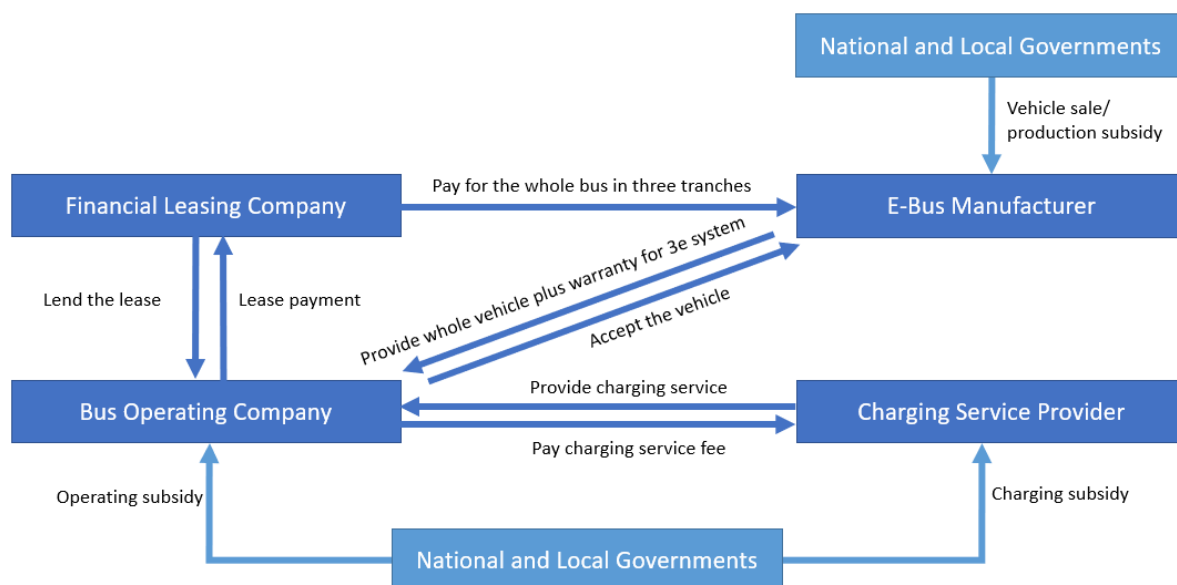 National and Local Governments
Vehicle sale/
production subsidy
Financial Leasing Company
Pay for the whole bus in three tranches
E-Bus Manufacturer
Lend the lease
Lease payment
Provide whole vehicle plus warranty for 3e system
Accept the vehicle
Bus Operating Company
Provide charging service
Charging Service Provider
Pay charging service fee
Operating subsidy
Charging subsidy
National and Local Governments